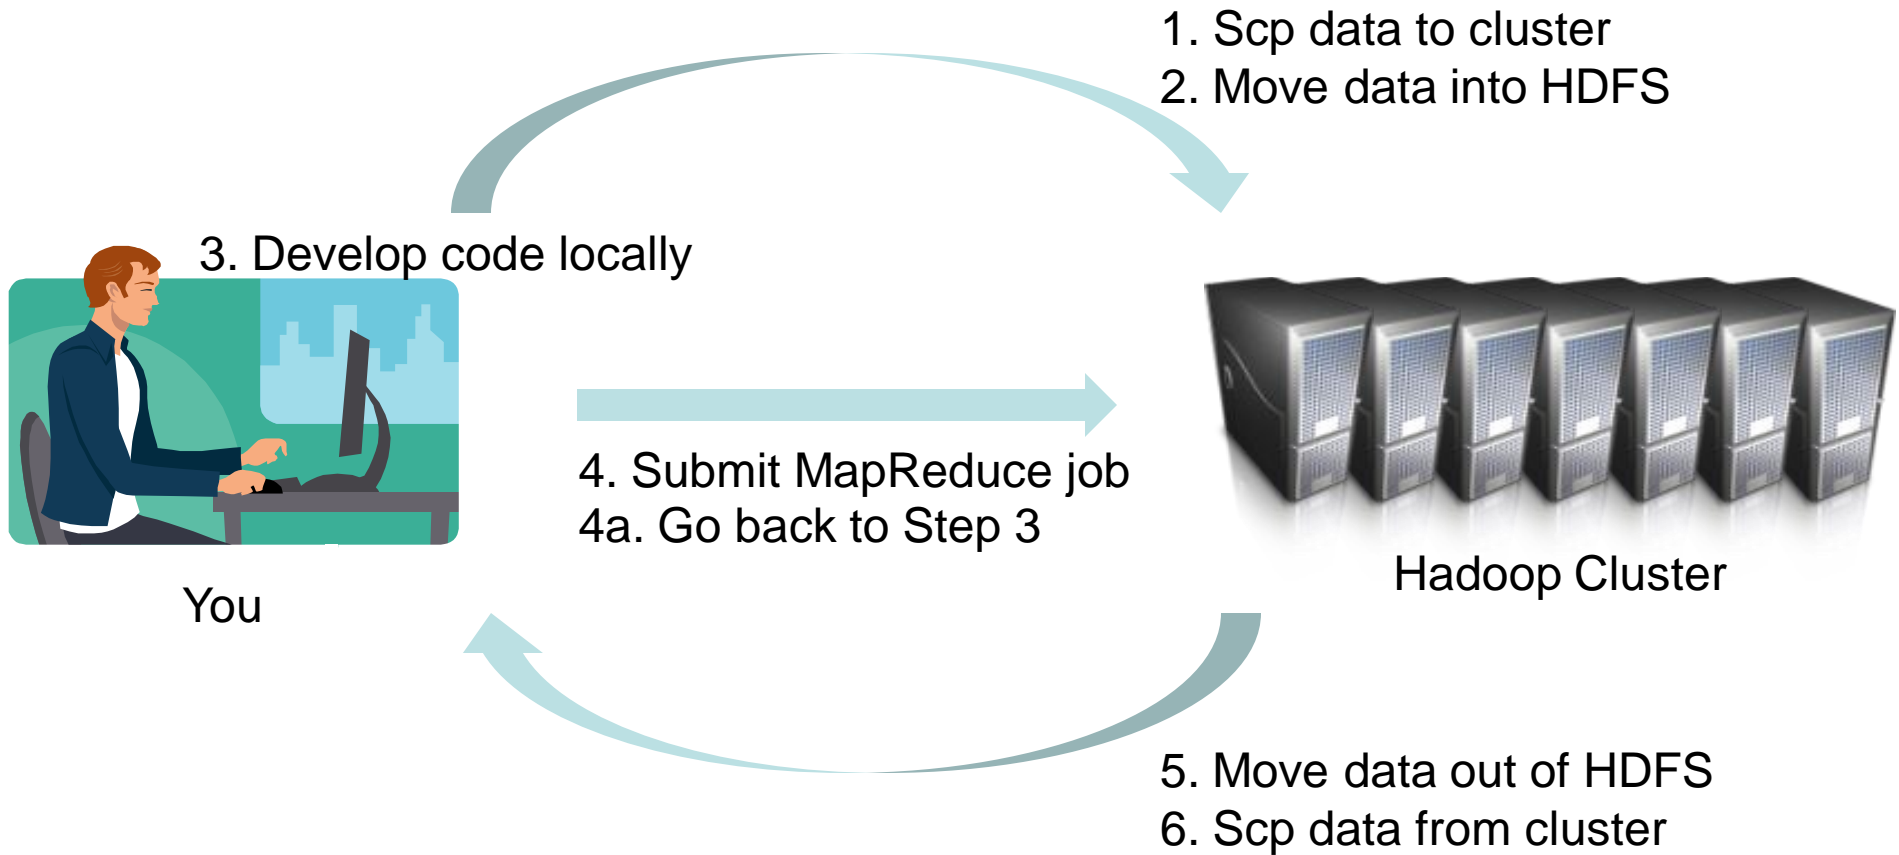 1. Scp data to cluster
2. Move data into HDFS
3. Develop code locally
4. Submit MapReduce job
4a. Go back to Step 3
You
Hadoop Cluster
5. Move data out of HDFS
6. Scp data from cluster